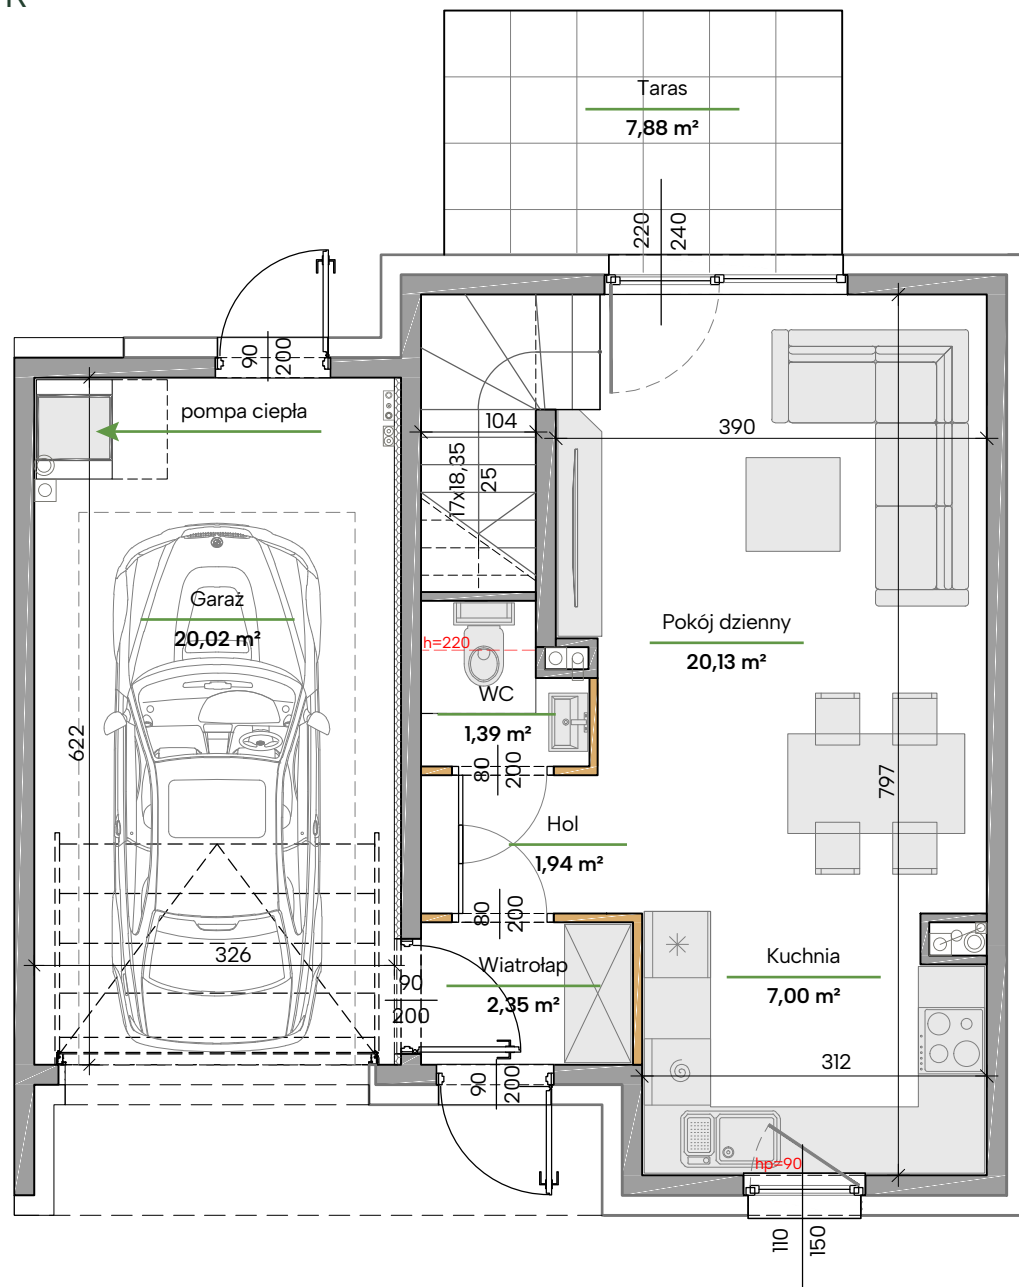 Taras
7,88 m²
220
240
90
200
pompa ciepła
104
390
17x18,35
25
Garaż
20,02 m²
h=220
Pokój dzienny
20,13 m²
WC
1,39 m²
622
80
200
797
Hol
1,94 m²
80
200
326
Wiatrołap
2,35 m²
Kuchnia
7,00 m²
90
200
312
90
200
hp=90
110
150